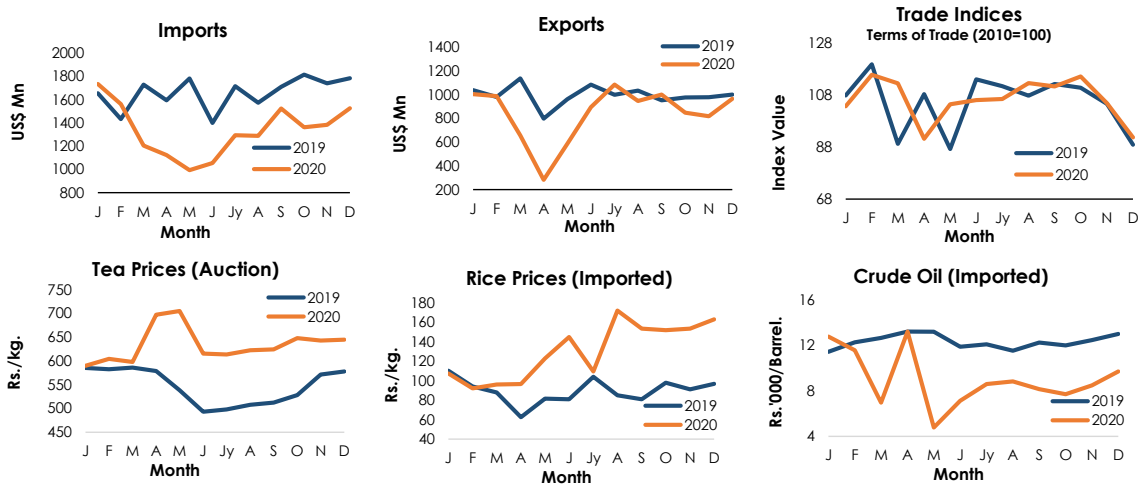 Imports
US$ Mn
2000
1800
1600
1400
1200
1000
800
2019
2020
J F M A M J Jy A S O N D
Month
Exports
US$ Mn
1400
1200
1000
800
600
400
200
2019
2020
J F M A M J Jy A S O N D
Month
Trade Indices
Terms of Trade (2010=100)
Index Value
128
108
88
68
2019
2020
J F M A M J Jy A S O N D
Month
Tea Prices (Auction)
Rs./kg.
750
700
650
600
550
500
450
2019
2020
J F M A M J Jy A S O N D
Month
Rice Prices (Imported)
Rs./kg.
180
160
140
120
100
80
60
40
2019
2020
J F M A M J Jy A S O N D
Month
Crude Oil (Imported)
Rs.'000/Barrel.
16
12
8
4
2019
2020
J F M A M J Jy A S O N D
Month